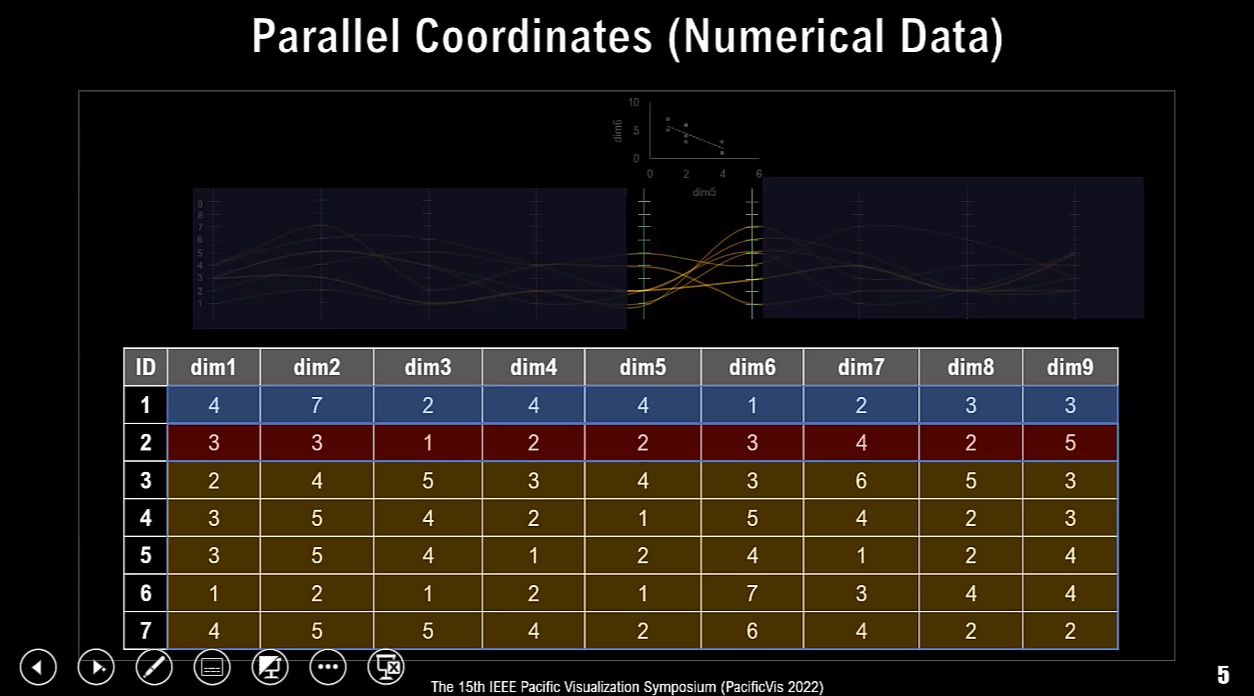 Parallel Coordinates (Numerical Data)
10
5
0
dim6
0 2 4 6
dim5
9
8
7
6
5
4
3
2
1
ID dim1 dim2 dim3 dim4 dim5 dim6 dim7 dim8 dim9
1 4 7 2 4 4 1 2 3 3
2 3 3 1 2 2 3 4 2 5
3 2 4 5 3 4 3 6 5 3
4 3 5 4 2 1 5 4 2 3
5 3 5 4 1 2 4 1 2 4
6 1 2 1 2 1 7 3 4 4
7 4 5 5 4 2 6 4 2 2
The 15th IEEE Pacific Visualization Symposium (PacificVis 2022)
5